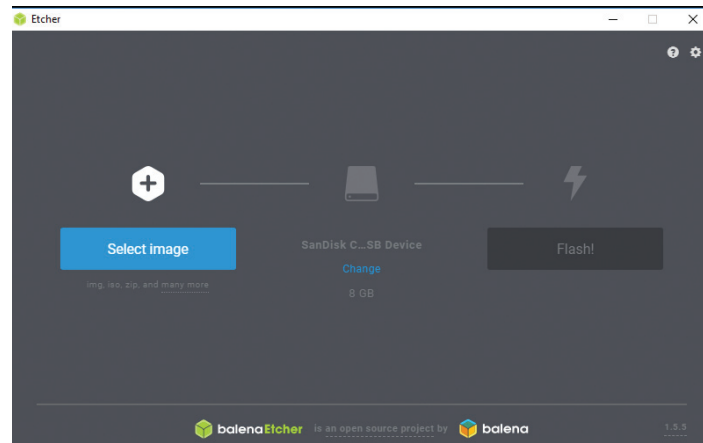 Etcher
Select image
img, iso, zip, and many more
SanDisk C...SB Device
Change
8 GB
Flash!
balenaEtcher is an open source project by balena
1.5.5